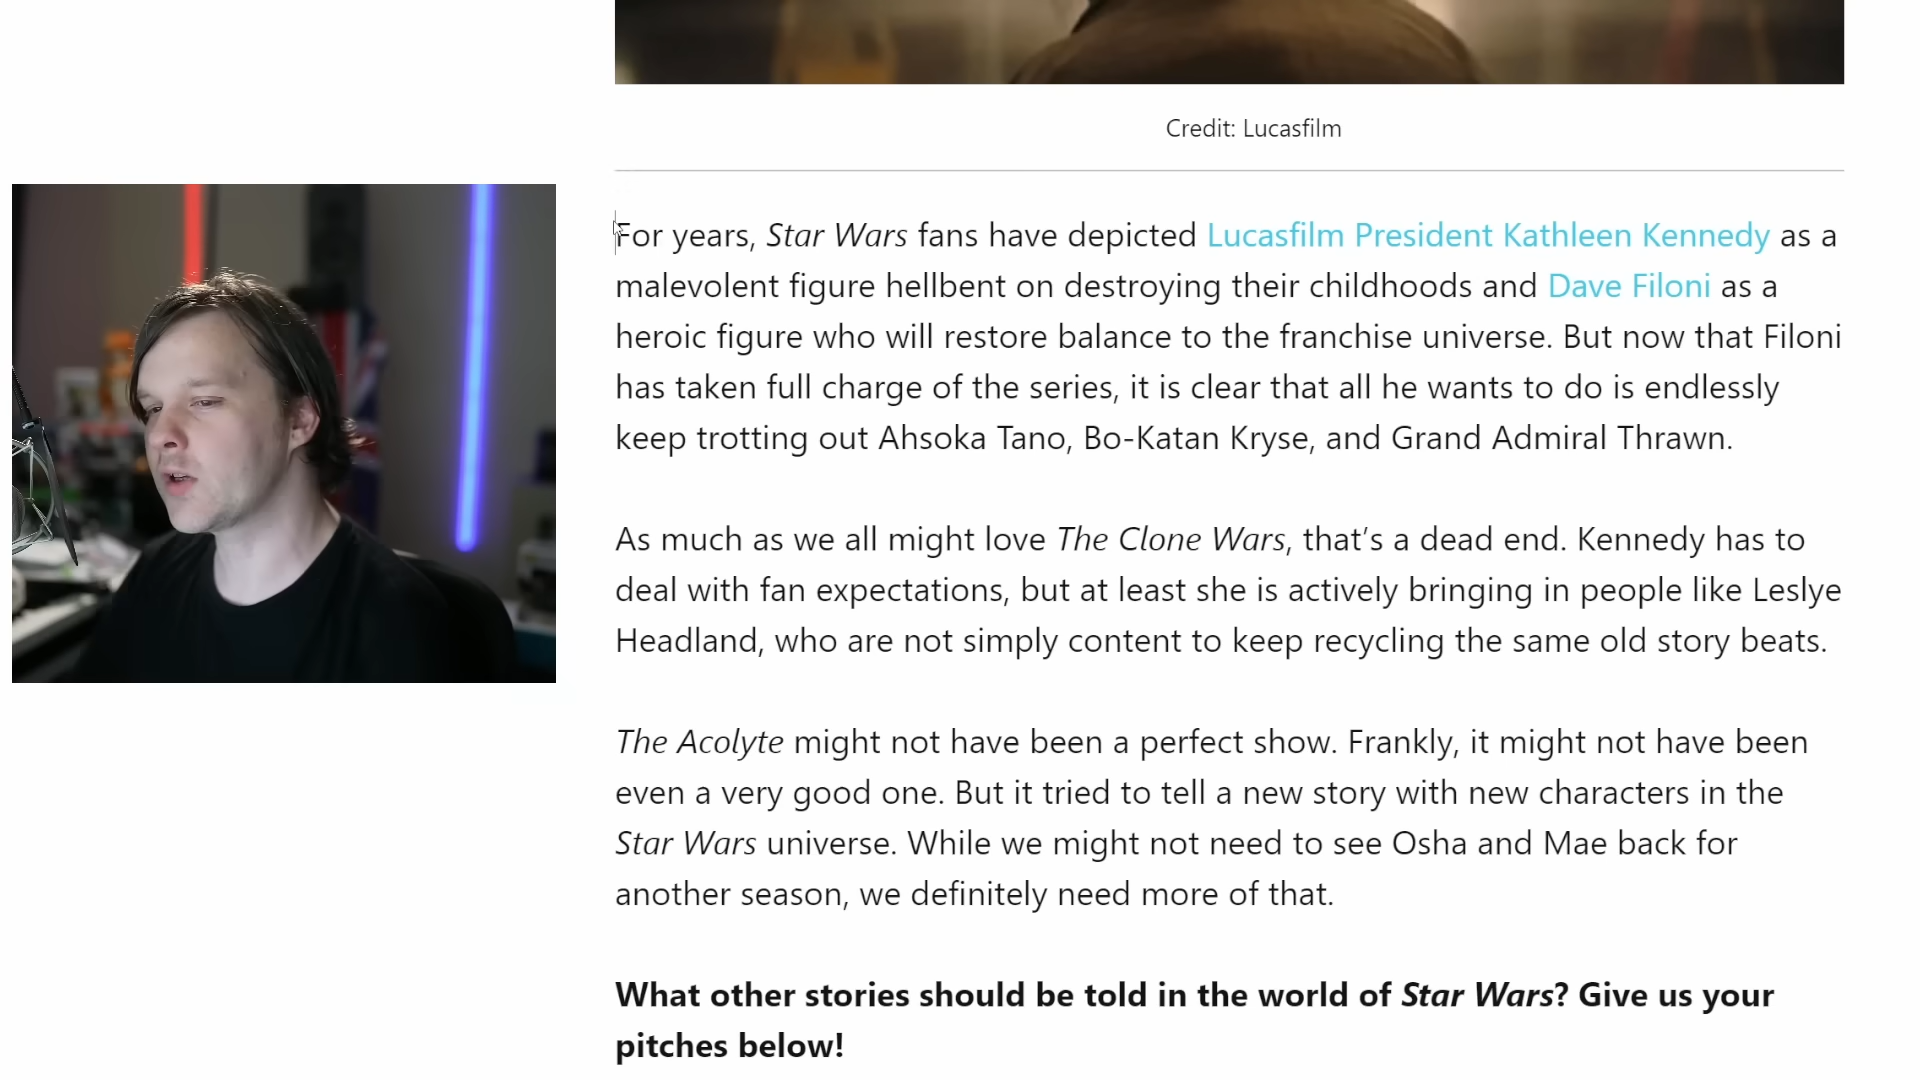 Credit: Lucasfilm
For years, Star Wars fans have depicted Lucasfilm President Kathleen Kennedy as a
malevolent figure hellbent on destroying their childhoods and Dave Filoni as a
heroic figure who will restore balance to the franchise universe. But now that Filoni
has taken full charge of the series, it is clear that all he wants to do is endlessly
keep trotting out Ahsoka Tano, Bo-Katan Kryse, and Grand Admiral Thrawn.
As much as we all might love The Clone Wars, that’s a dead end. Kennedy has to
deal with fan expectations, but at least she is actively bringing in people like Leslye
Headland, who are not simply content to keep recycling the same old story beats.
The Acolyte might not have been a perfect show. Frankly, it might not have been
even a very good one. But it tried to tell a new story with new characters in the
Star Wars universe. While we might not need to see Osha and Mae back for
another season, we definitely need more of that.
What other stories should be told in the world of Star Wars? Give us your
pitches below!